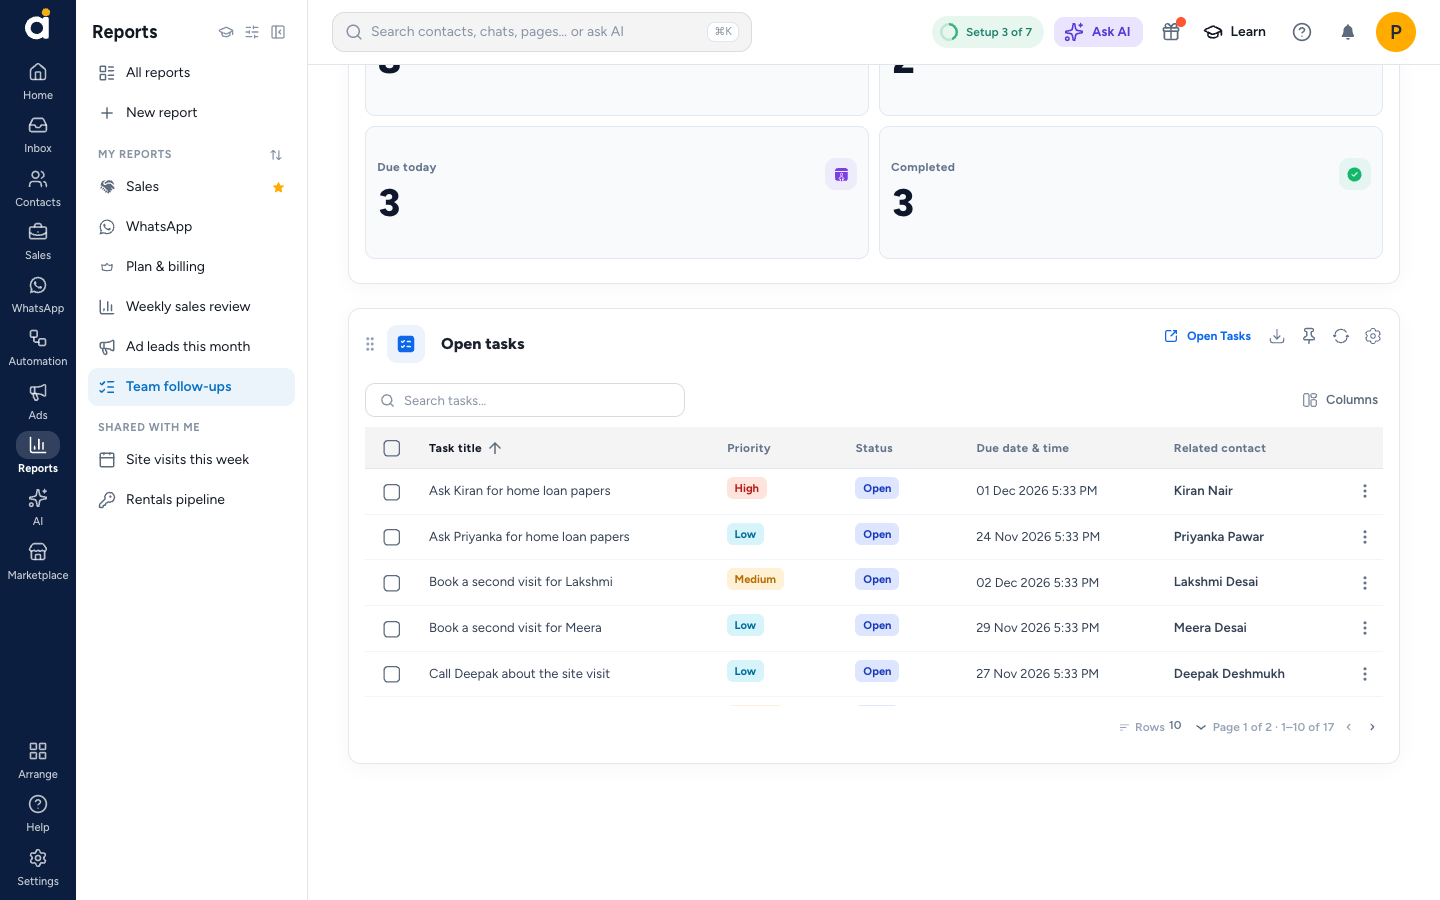 Home
Inbox
Contacts
Sales
WhatsApp
Automation
Ads
Reports
AI
Marketplace
Arrange
Help
Settings
Reports
All reports
New report
MY REPORTS
Sales
WhatsApp
Plan & billing
Weekly sales review
Ad leads this month
Team follow-ups
SHARED WITH ME
Site visits this week
Rentals pipeline
Search contacts, chats, pages... or ask AI ⌘K
Setup 3 of 7
Ask AI
Learn
P
Due today
3
Completed
3
Open tasks
Open Tasks
Search tasks...
Columns
Task title Priority Status Due date & time Related contact
Ask Kiran for home loan papers High Open 01 Dec 2026 5:33 PM Kiran Nair
Ask Priyanka for home loan papers Low Open 24 Nov 2026 5:33 PM Priyanka Pawar
Book a second visit for Lakshmi Medium Open 02 Dec 2026 5:33 PM Lakshmi Desai
Book a second visit for Meera Low Open 29 Nov 2026 5:33 PM Meera Desai
Call Deepak about the site visit Low Open 27 Nov 2026 5:33 PM Deepak Deshmukh
Rows 10 Page 1 of 2 · 1–10 of 17